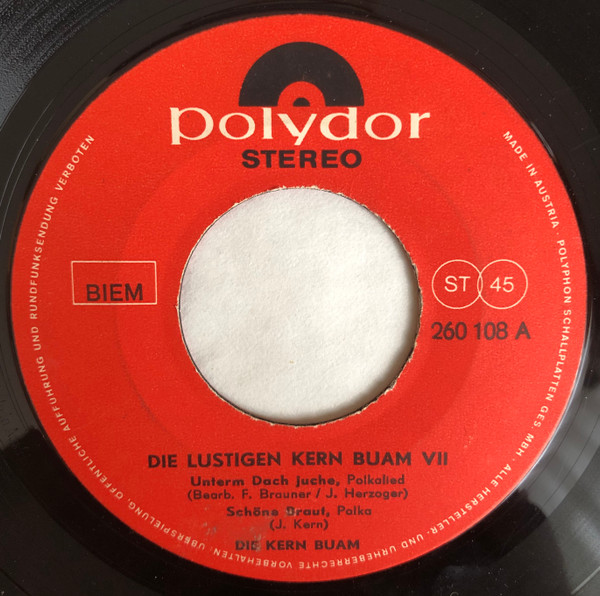 polydor
STEREO
BIEM
ST 45
260 108 A
DIE LUSTIGEN KERN BUAM VII
Unterm Dach juche, Polkalied
(Bearb. F. Brauner / J. Herzoger)
Schöne Braut, Polka
(J. Kern)
DIE KERN BUAM
MADE IN AUSTRIA · POLYPHON SCHALLPLATTEN GES MBH · ALLE HERSTELLER- UND URHEBERRECHTE VORBEHALTEN · ÜBERSPIELUNG, ÖFFENTLICHE AUFFÜHRUNG UND RUNDFUNKSENDUNG VERBOTEN